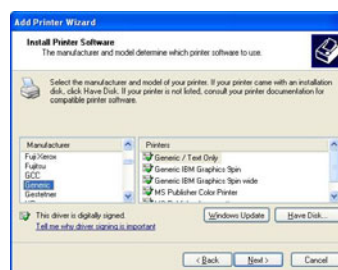 Add Printer Wizard
Install Printer Software
The manufacturer and model determine which printer software to use.
Select the manufacturer and model of your printer. If your printer came with an installation
disk, click Have Disk. If your printer is not listed, consult your printer documentation for
compatible printer software.
Manufacturer
Printers
Fuji Xerox
Fujitsu
GCC
Generic
Gestetner
Generic / Text Only
Generic IBM Graphics 9pin
Generic IBM Graphics 9pin wide
MS Publisher Color Printer
This driver is digitally signed.
Tell me why driver signing is important
Windows Update
Have Disk...
< Back
Next >
Cancel